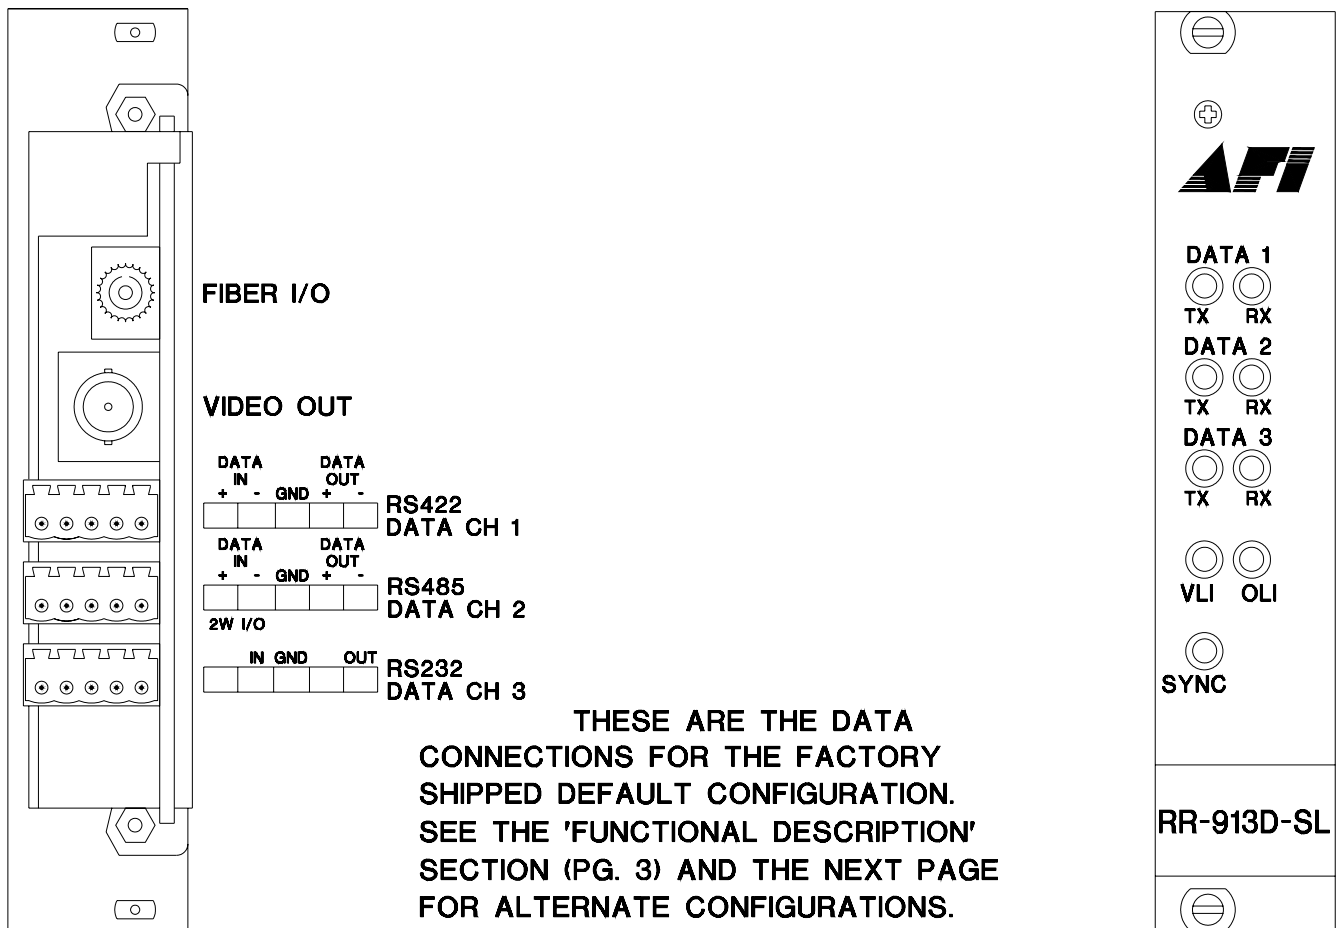 FIBER I/O
VIDEO OUT
DATA IN DATA OUT
+ - GND + -
RS422
DATA CH 1
DATA IN DATA OUT
+ - GND + -
RS485
DATA CH 2
2W I/O
IN GND OUT
RS232
DATA CH 3
THESE ARE THE DATA
CONNECTIONS FOR THE FACTORY
SHIPPED DEFAULT CONFIGURATION.
SEE THE 'FUNCTIONAL DESCRIPTION'
SECTION (PG. 3) AND THE NEXT PAGE
FOR ALTERNATE CONFIGURATIONS.
AFI
DATA 1
TX RX
DATA 2
TX RX
DATA 3
TX RX
VLI OLI
SYNC
RR-913D-SL